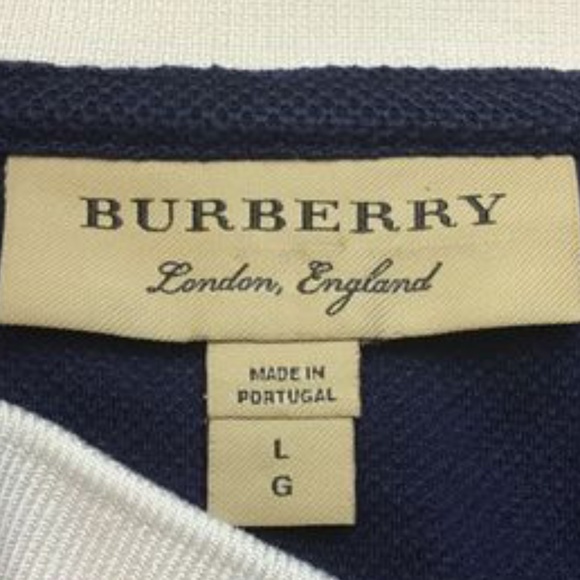 BURBERRY
London, England
MADE IN
PORTUGAL
L
G